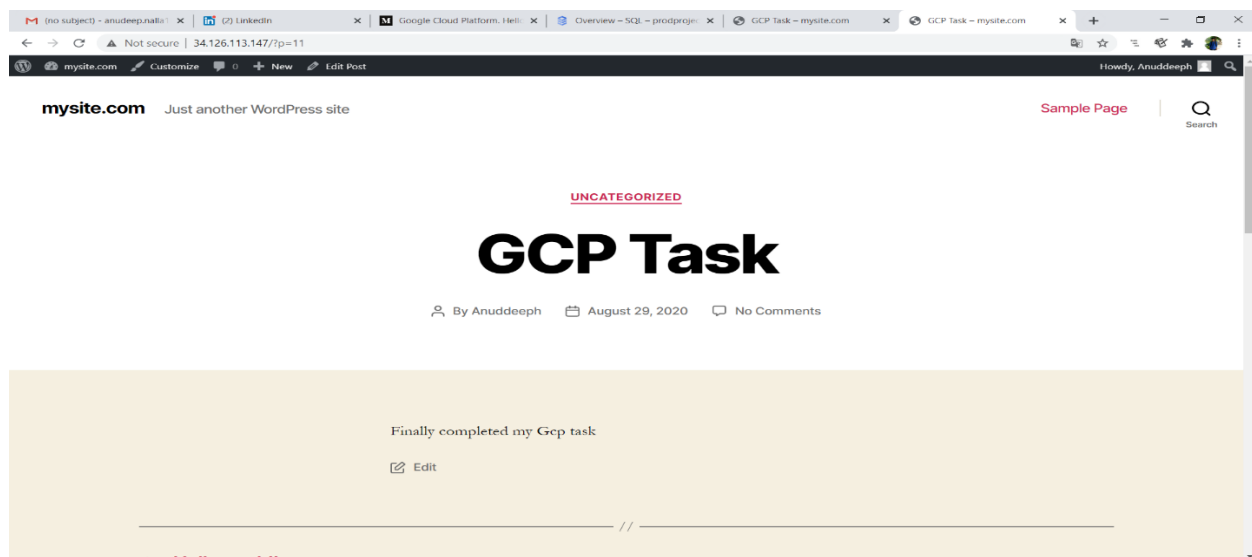 (no subject) - anudeep.nalla
(2) LinkedIn
Google Cloud Platform. Hell
Overview – SQL – prodproje
GCP Task – mysite.com
GCP Task – mysite.com
Not secure | 34.126.113.147/?p=11
mysite.com Customize 0 + New Edit Post
Howdy, Anuddeeph
mysite.com Just another WordPress site
Sample Page
Search
UNCATEGORIZED
GCP Task
By Anuddeeph August 29, 2020 No Comments
Finally completed my Gcp task
Edit
//